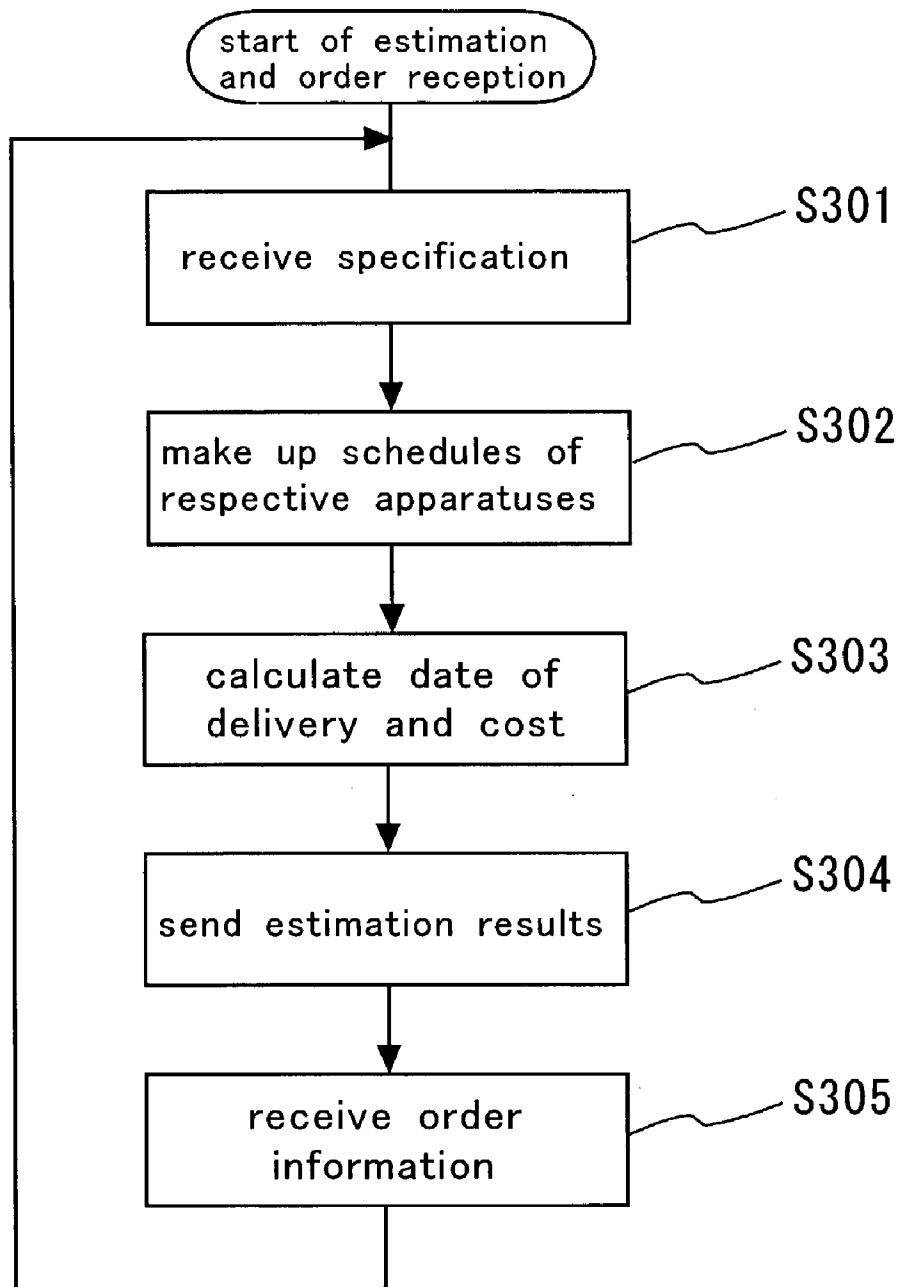 start of estimation
and order reception
S301
receive specification
S302
make up schedules of
respective apparatuses
S303
calculate date of
delivery and cost
S304
send estimation results
S305
receive order
information